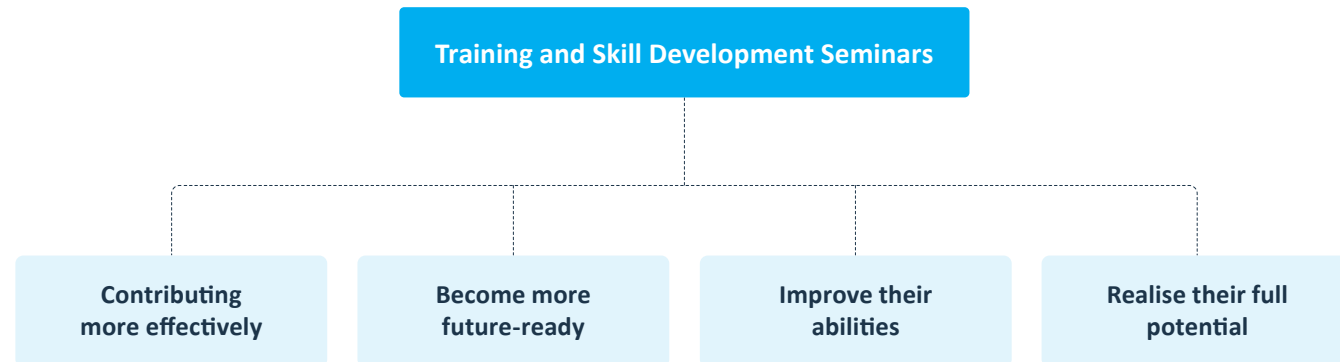 Training and Skill Development Seminars
Contributing
more effectively
Become more
future-ready
Improve their
abilities
Realise their full
potential